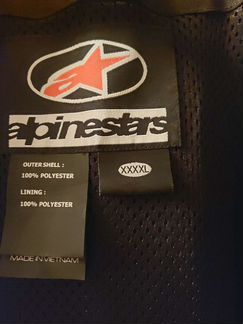 alpinestars
OUTER SHELL :
100% POLYESTER
LINING :
100% POLYESTER
XXXXL
MADE IN VIETNAM